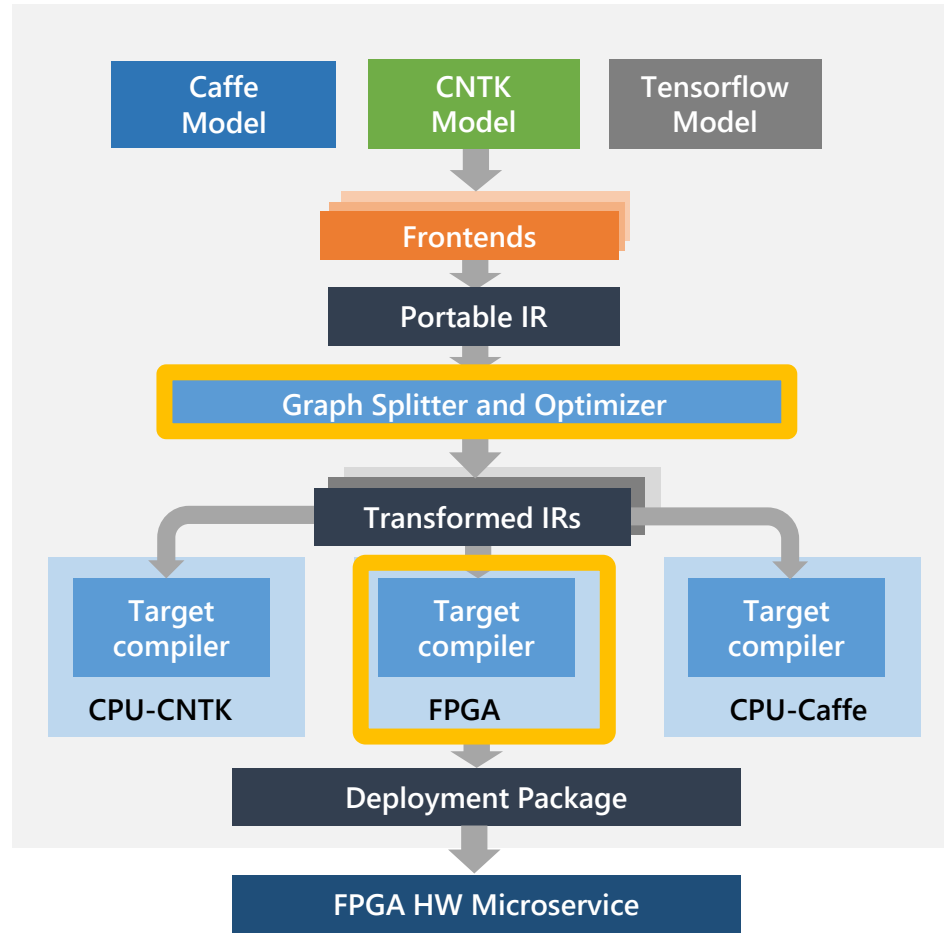 Caffe
Model
CNTK
Model
Tensorflow
Model
Frontends
Portable IR
Graph Splitter and Optimizer
Transformed IRs
Target
compiler
CPU-CNTK
Target
compiler
FPGA
Target
compiler
CPU-Caffe
Deployment Package
FPGA HW Microservice